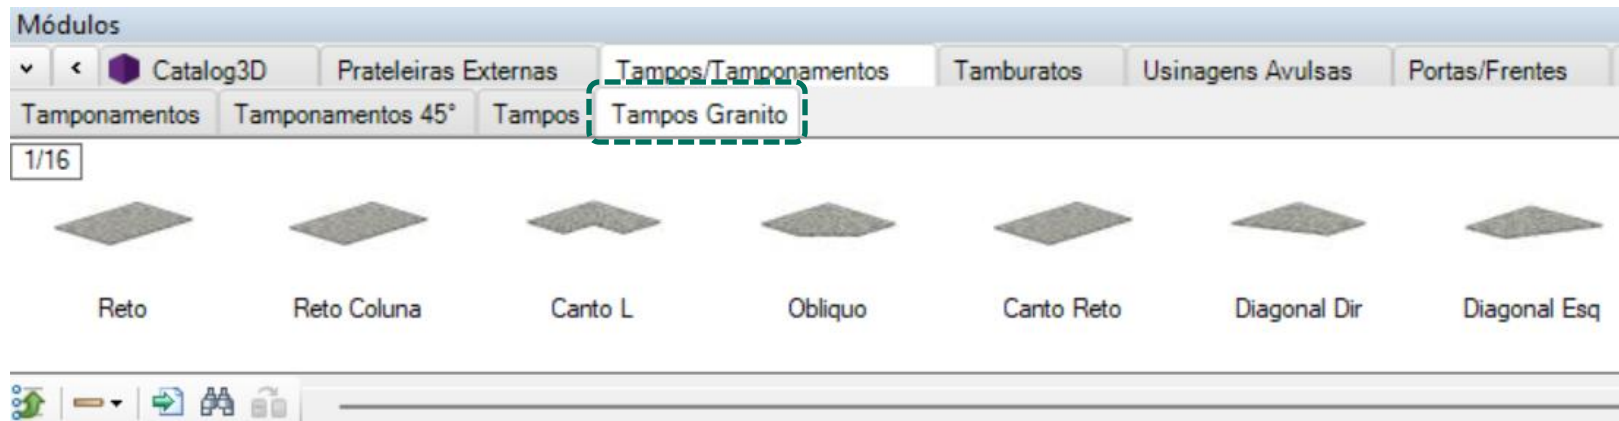 Módulos
Catalog3D Prateleiras Externas Tampos/Tamponamentos Tamburatos Usinagens Avulsas Portas/Frentes
Tamponamentos Tamponamentos 45° Tampos Tampos Granito
1/16
Reto Reto Coluna Canto L Obliquo Canto Reto Diagonal Dir Diagonal Esq